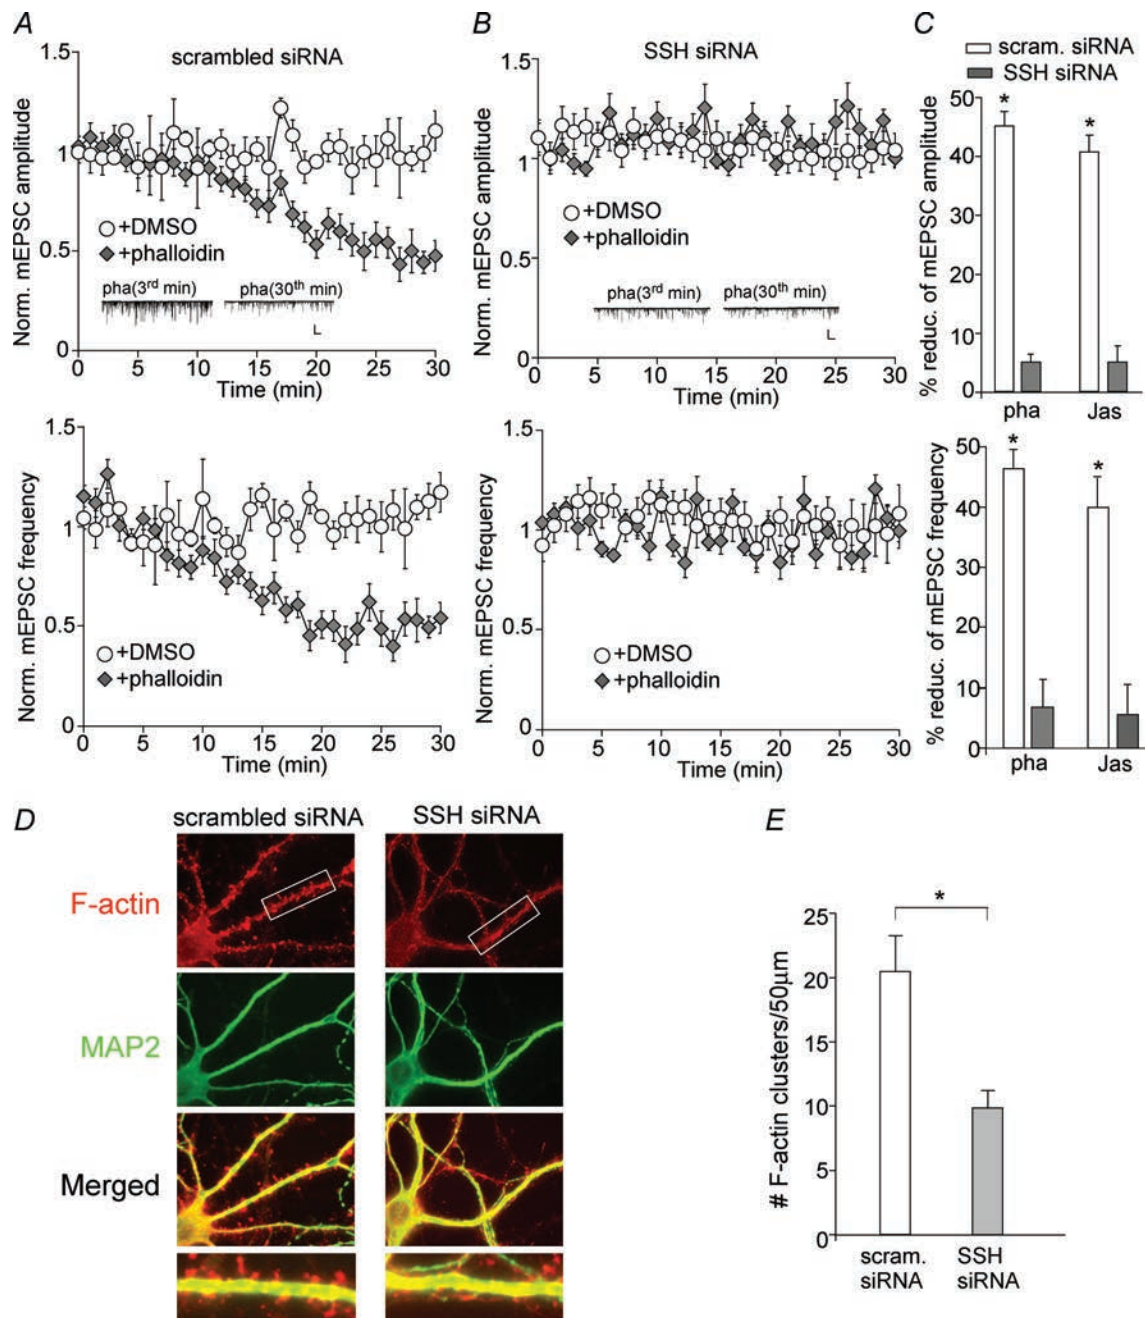 A
scrambled siRNA
Norm. mEPSC amplitude
1.5
1
0.5
0
+DMSO
+phalloidin
pha(3rd min) pha(30th min)
0 5 10 15 20 25 30
Time (min)
B
SSH siRNA
Norm. mEPSC amplitude
1.5
1
0.5
0
+DMSO
+phalloidin
pha(3rd min) pha(30th min)
0 5 10 15 20 25 30
Time (min)
C
scram. siRNA
SSH siRNA
% reduc. of mEPSC amplitude
50
40
30
20
10
0
* *
pha Jas
Norm. mEPSC frequency
1.5
1
0.5
0
+DMSO
+phalloidin
0 5 10 15 20 25 30
Time (min)
Norm. mEPSC frequency
1.5
1
0.5
0
+DMSO
+phalloidin
0 5 10 15 20 25 30
Time (min)
% reduc. of mEPSC frequency
50
40
30
20
10
0
* *
pha Jas
D
scrambled siRNA SSH siRNA
F-actin
MAP2
Merged
E
# F-actin clusters/50µm
25
20
15
10
5
0
*
scram. SSH
siRNA siRNA